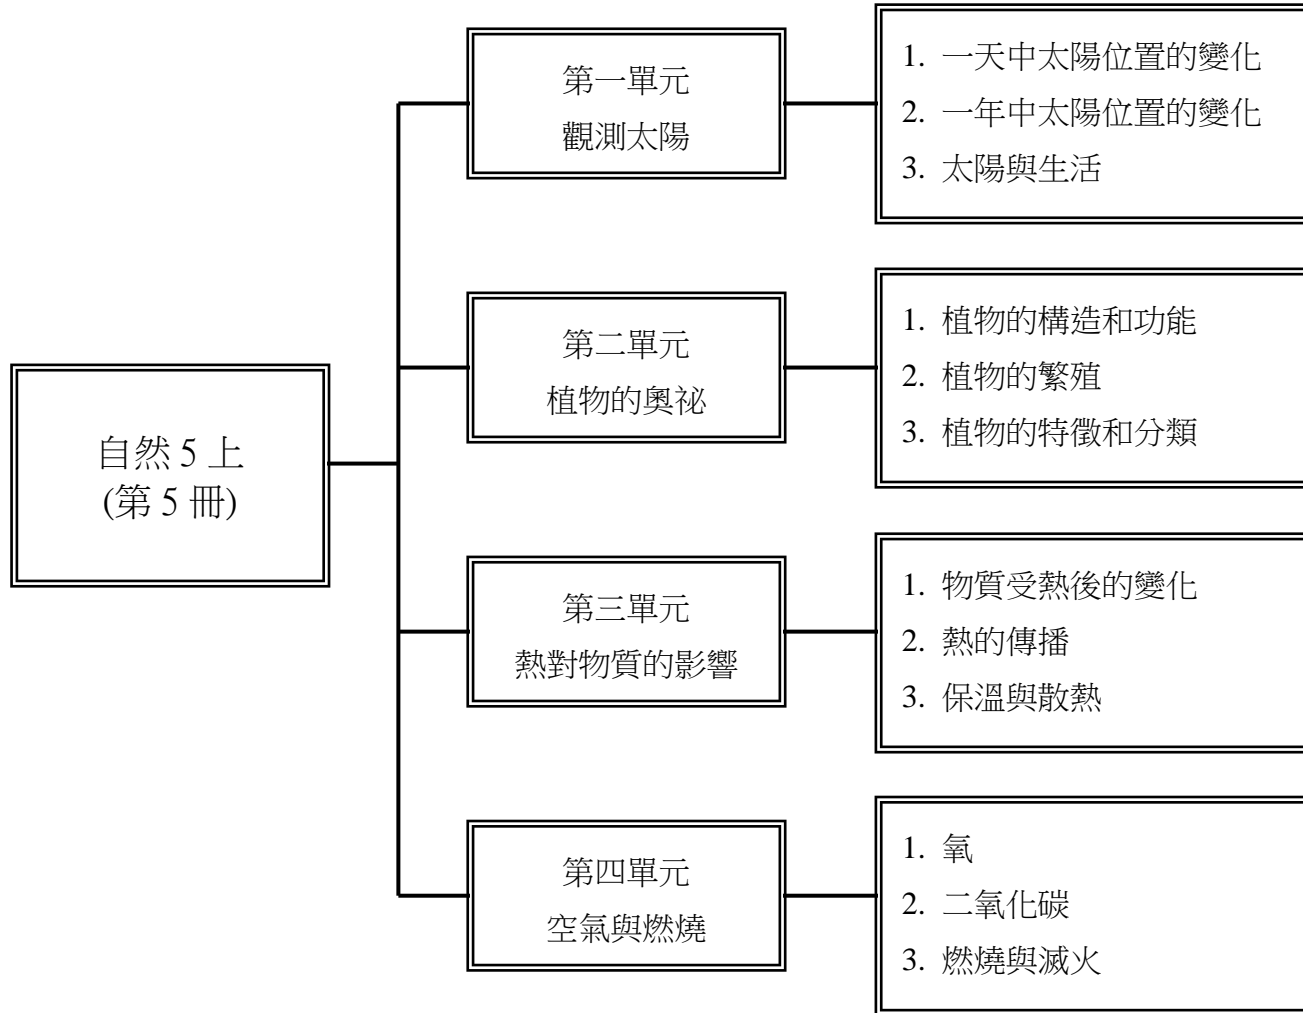 自然 5 上
(第 5 冊)
第一單元
觀測太陽
1. 一天中太陽位置的變化
2. 一年中太陽位置的變化
3. 太陽與生活
第二單元
植物的奧祕
1. 植物的構造和功能
2. 植物的繁殖
3. 植物的特徵和分類
第三單元
熱對物質的影響
1. 物質受熱後的變化
2. 熱的傳播
3. 保溫與散熱
第四單元
空氣與燃燒
1. 氧
2. 二氧化碳
3. 燃燒與滅火